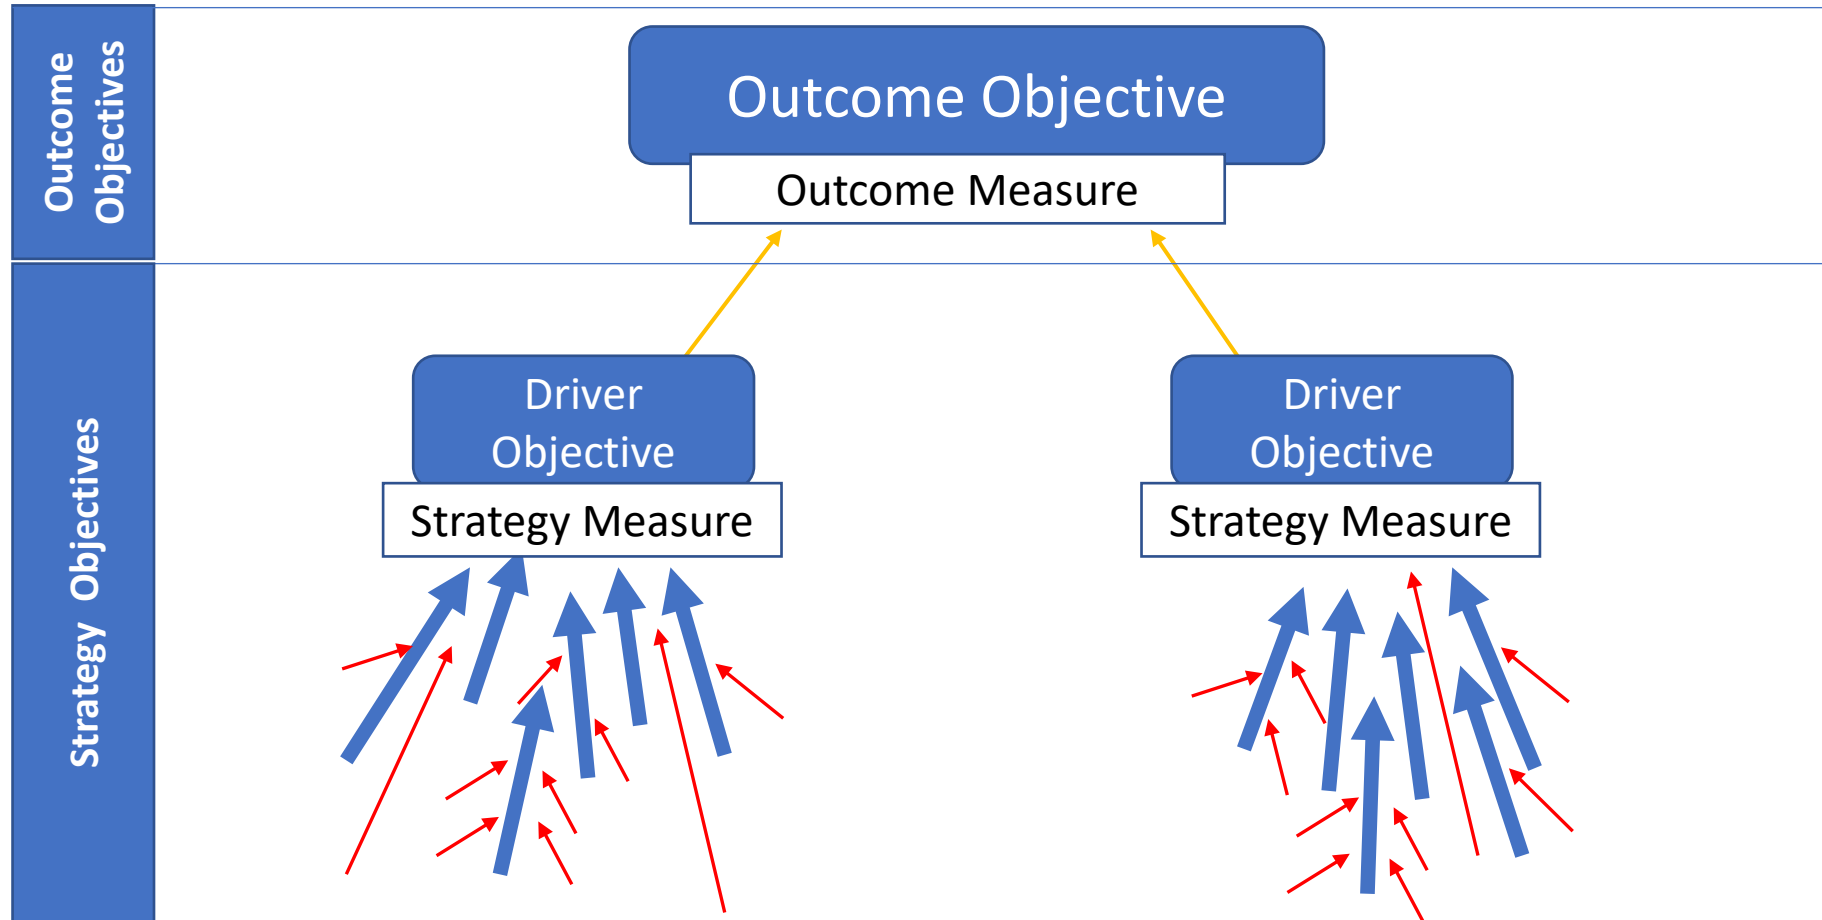 Outcome
Objectives
Outcome Objective
Outcome Measure
Strategy Objectives
Driver
Objective
Strategy Measure
Driver
Objective
Strategy Measure